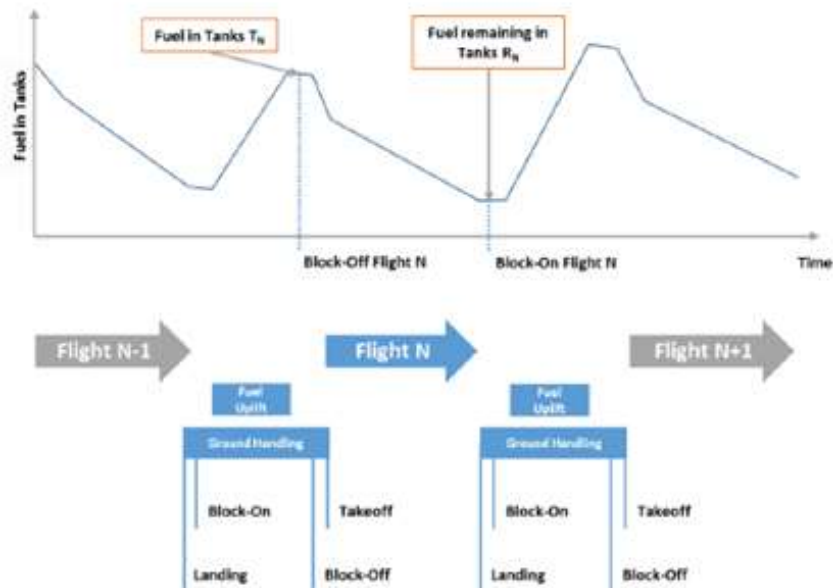 Fuel in Tanks T_N
Fuel remaining in
Tanks R_N
Fuel in Tanks
Block-Off Flight N
Block-On Flight N
Time
Flight N-1
Flight N
Flight N+1
Fuel
Uplift
Fuel
Uplift
Ground Handling
Ground Handling
Block-On
Takeoff
Block-On
Takeoff
Landing
Block-Off
Landing
Block-Off